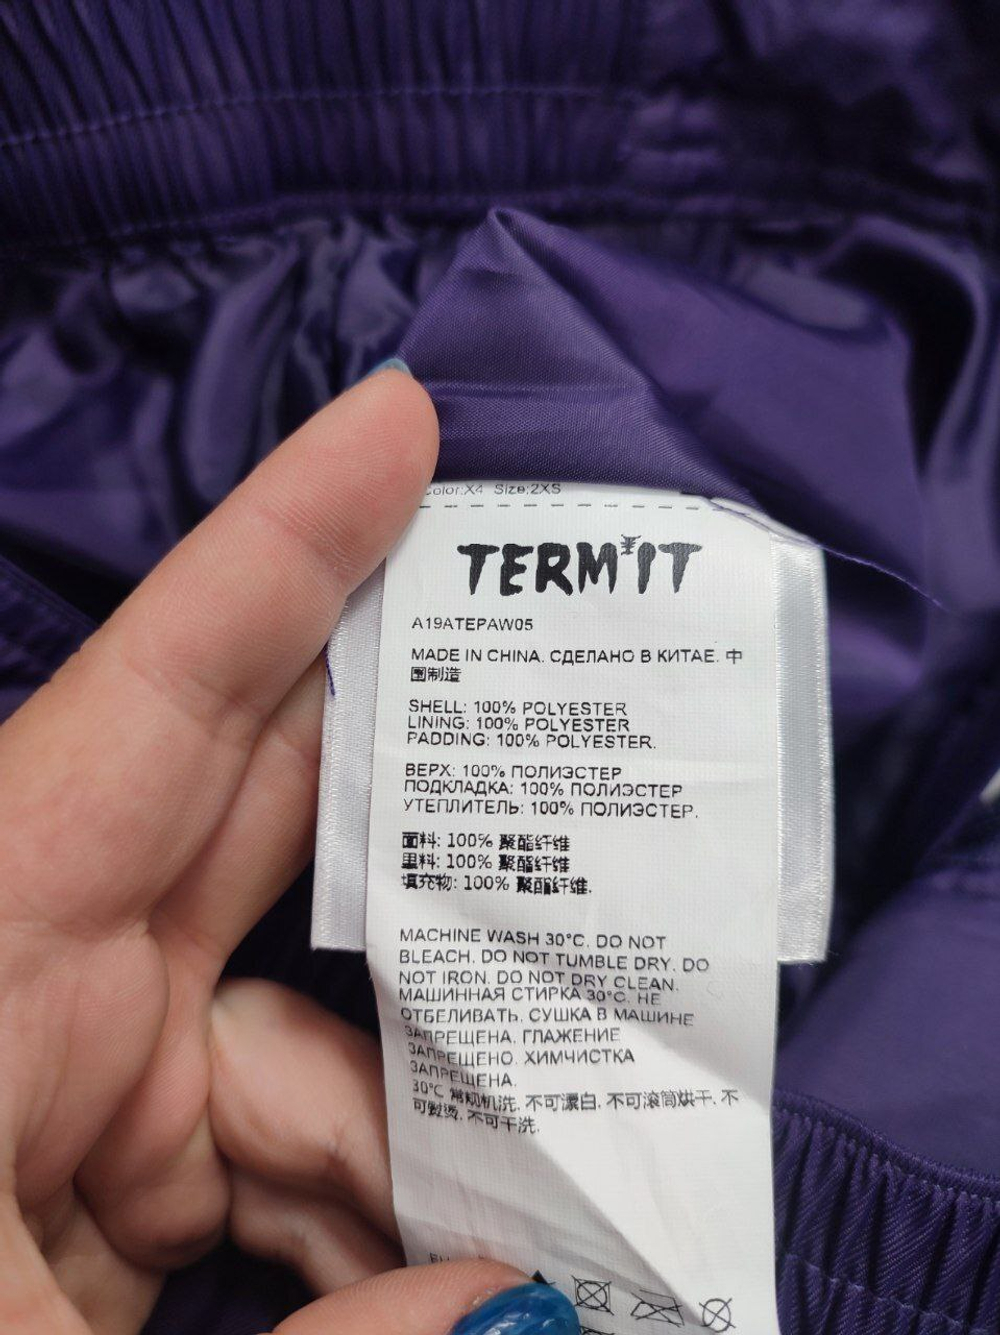 Color:X4 Size:2XS
TERMIT
A19ATEPAW05
MADE IN CHINA. СДЕЛАНО В КИТАЕ. 中
国制造
SHELL: 100% POLYESTER
LINING: 100% POLYESTER
PADDING: 100% POLYESTER.
ВЕРХ: 100% ПОЛИЭСТЕР
ПОДКЛАДКА: 100% ПОЛИЭСТЕР
УТЕПЛИТЕЛЬ: 100% ПОЛИЭСТЕР.
面料: 100% 聚酯纤维
里料: 100% 聚酯纤维
填充物: 100% 聚酯纤维.
MACHINE WASH 30°C. DO NOT
BLEACH. DO NOT TUMBLE DRY. DO
NOT IRON. DO NOT DRY CLEAN.
МАШИННАЯ СТИРКА 30°C. НЕ
ОТБЕЛИВАТЬ. СУШКА В МАШИНЕ
ЗАПРЕЩЕНА. ГЛАЖЕНИЕ
ЗАПРЕЩЕНО. ХИМЧИСТКА
ЗАПРЕЩЕНА.
30°C 常规机洗. 不可漂白. 不可滚筒烘干. 不
可熨烫. 不可干洗.